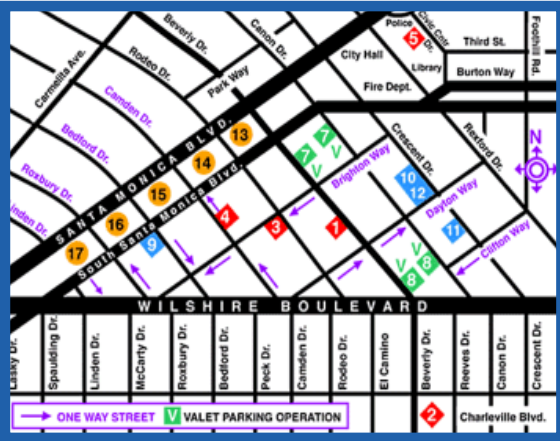 Beverly Dr.
Canon Dr.
Police
Civic Cntr
Dr.
5
Third St.
Foothill Rd.
City Hall
Library
Burton Way
Fire Dept.
Carmelita Ave.
Rodeo Dr.
Park Way
Camden Dr.
Bedford Dr.
Roxbury Dr.
Linden Dr.
SANTA MONICA BLVD.
South Santa Monica Blvd.
13
14
15
16
17
7
7
V
V
Crescent Dr.
Rexford Dr.
N
Brighton Way
10
12
Dayton Way
4
3
1
9
11
Clifton Way
V
V
8
8
WILSHIRE BOULEVARD
Lasky Dr.
Spaulding Dr.
Linden Dr.
McCarty Dr.
Roxbury Dr.
Bedford Dr.
Peck Dr.
Camden Dr.
Rodeo Dr.
El Camino
Beverly Dr.
Reeves Dr.
Canon Dr.
Crescent Dr.
ONE WAY STREET
V VALET PARKING OPERATION
2
Charleville Blvd.